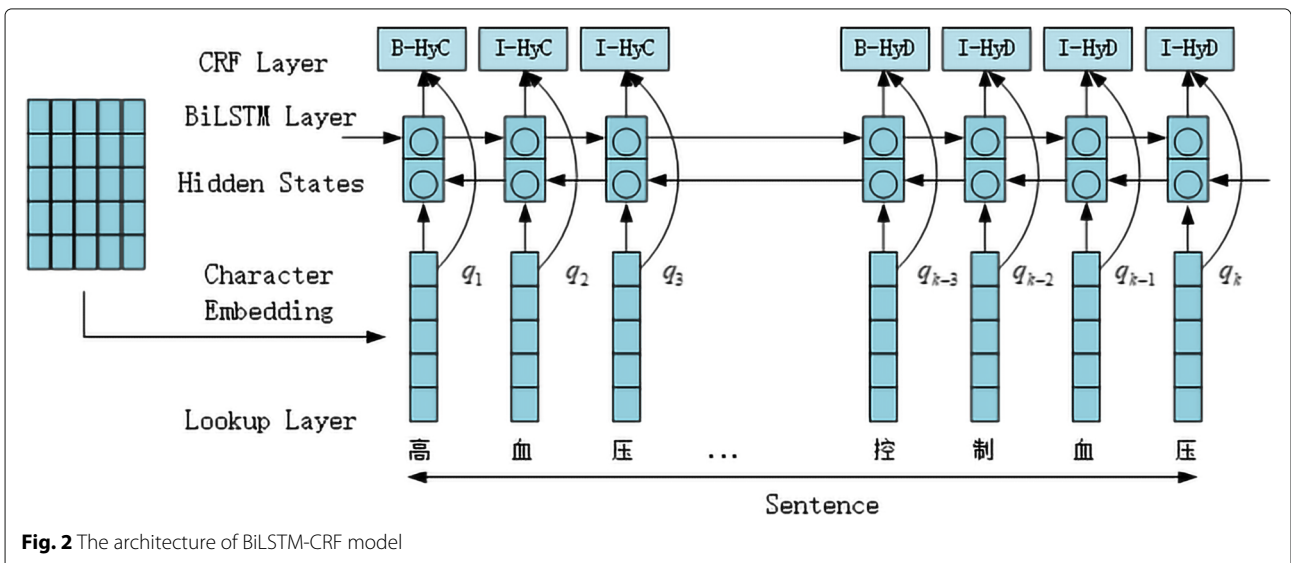 B-HyC I-HyC I-HyC B-HyD I-HyD I-HyD I-HyD
CRF Layer
BiLSTM Layer
Hidden States
Character
Embedding
q1 q2 q3 qk-3 qk-2 qk-1 qk
Lookup Layer
高 血 压 ... 控 制 血 压
Sentence
Fig. 2 The architecture of BiLSTM-CRF model